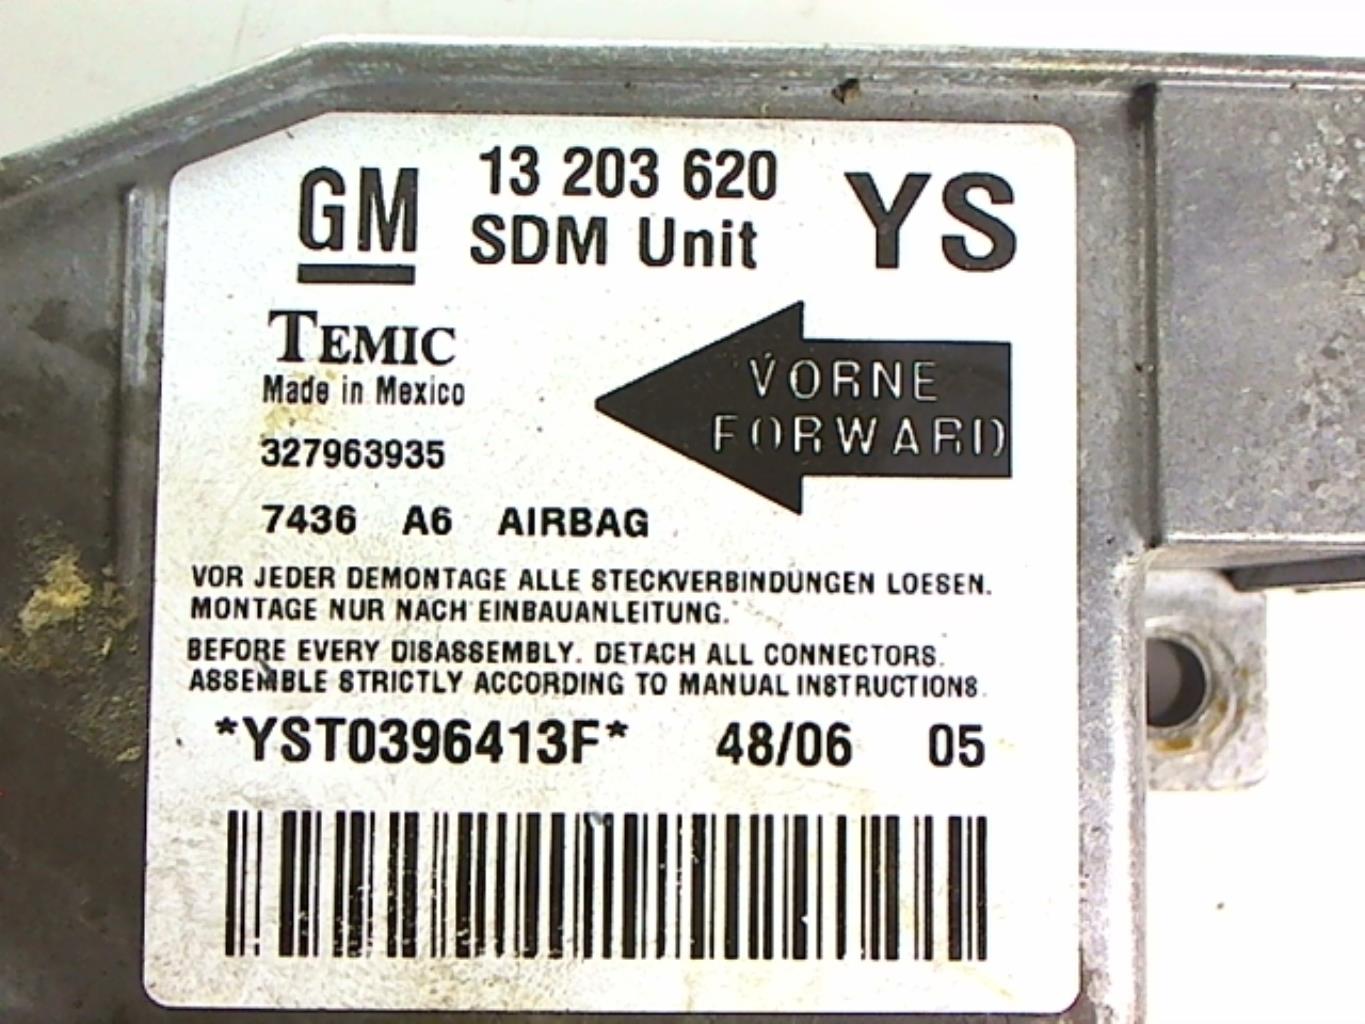 GM
13 203 620
SDM Unit
YS
TEMIC
Made in Mexico
327963935
VORNE
FORWARD
7436 A6 AIRBAG
VOR JEDER DEMONTAGE ALLE STECKVERBINDUNGEN LOESEN.
MONTAGE NUR NACH EINBAUANLEITUNG.
BEFORE EVERY DISASSEMBLY. DETACH ALL CONNECTORS.
ASSEMBLE STRICTLY ACCORDING TO MANUAL INSTRUCTIONS.
*YST0396413F* 48/06 05